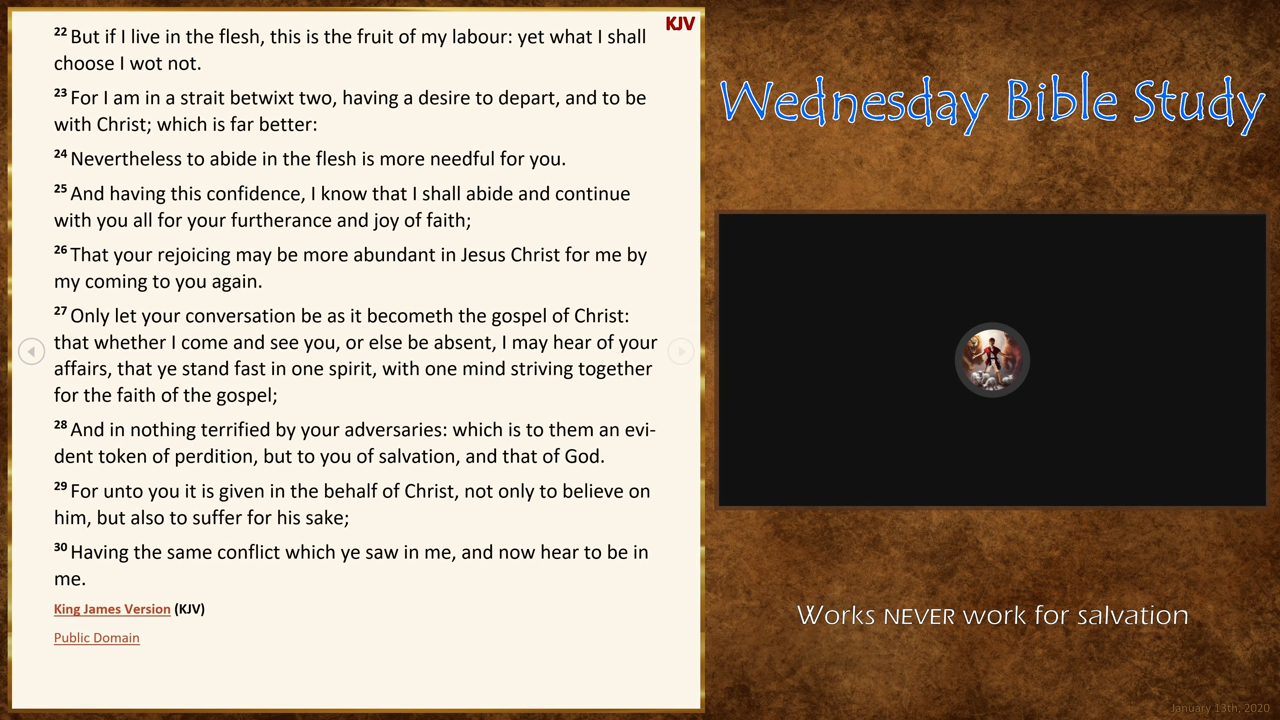 KJV
22 But if I live in the flesh, this is the fruit of my labour: yet what I shall
choose I wot not.
23 For I am in a strait betwixt two, having a desire to depart, and to be
with Christ; which is far better:
24 Nevertheless to abide in the flesh is more needful for you.
25 And having this confidence, I know that I shall abide and continue
with you all for your furtherance and joy of faith;
26 That your rejoicing may be more abundant in Jesus Christ for me by
my coming to you again.
27 Only let your conversation be as it becometh the gospel of Christ:
that whether I come and see you, or else be absent, I may hear of your
affairs, that ye stand fast in one spirit, with one mind striving together
for the faith of the gospel;
28 And in nothing terrified by your adversaries: which is to them an evi-
dent token of perdition, but to you of salvation, and that of God.
29 For unto you it is given in the behalf of Christ, not only to believe on
him, but also to suffer for his sake;
30 Having the same conflict which ye saw in me, and now hear to be in
me.
King James Version (KJV)
Public Domain
Wednesday Bible Study
Works NEVER work for salvation
January 13th, 2020